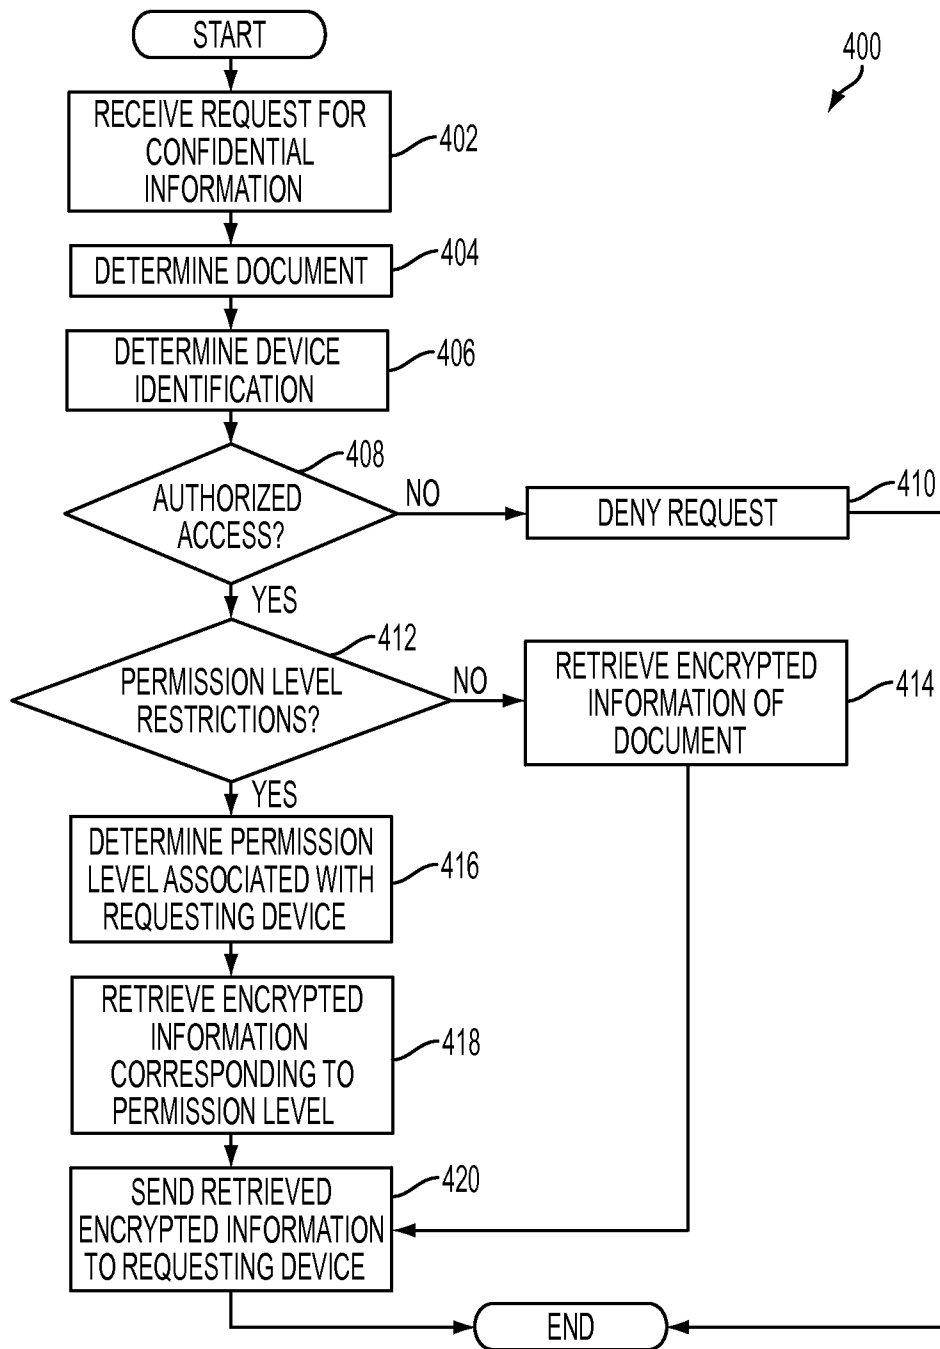 START
400
RECEIVE REQUEST FOR
CONFIDENTIAL
INFORMATION
402
DETERMINE DOCUMENT
404
DETERMINE DEVICE
IDENTIFICATION
406
408
AUTHORIZED
ACCESS?
NO
DENY REQUEST
410
YES
412
PERMISSION LEVEL
RESTRICTIONS?
NO
RETRIEVE ENCRYPTED
INFORMATION OF
DOCUMENT
414
YES
DETERMINE PERMISSION
LEVEL ASSOCIATED WITH
REQUESTING DEVICE
416
RETRIEVE ENCRYPTED
INFORMATION
CORRESPONDING TO
PERMISSION LEVEL
418
SEND RETRIEVED
ENCRYPTED INFORMATION
TO REQUESTING DEVICE
420
END